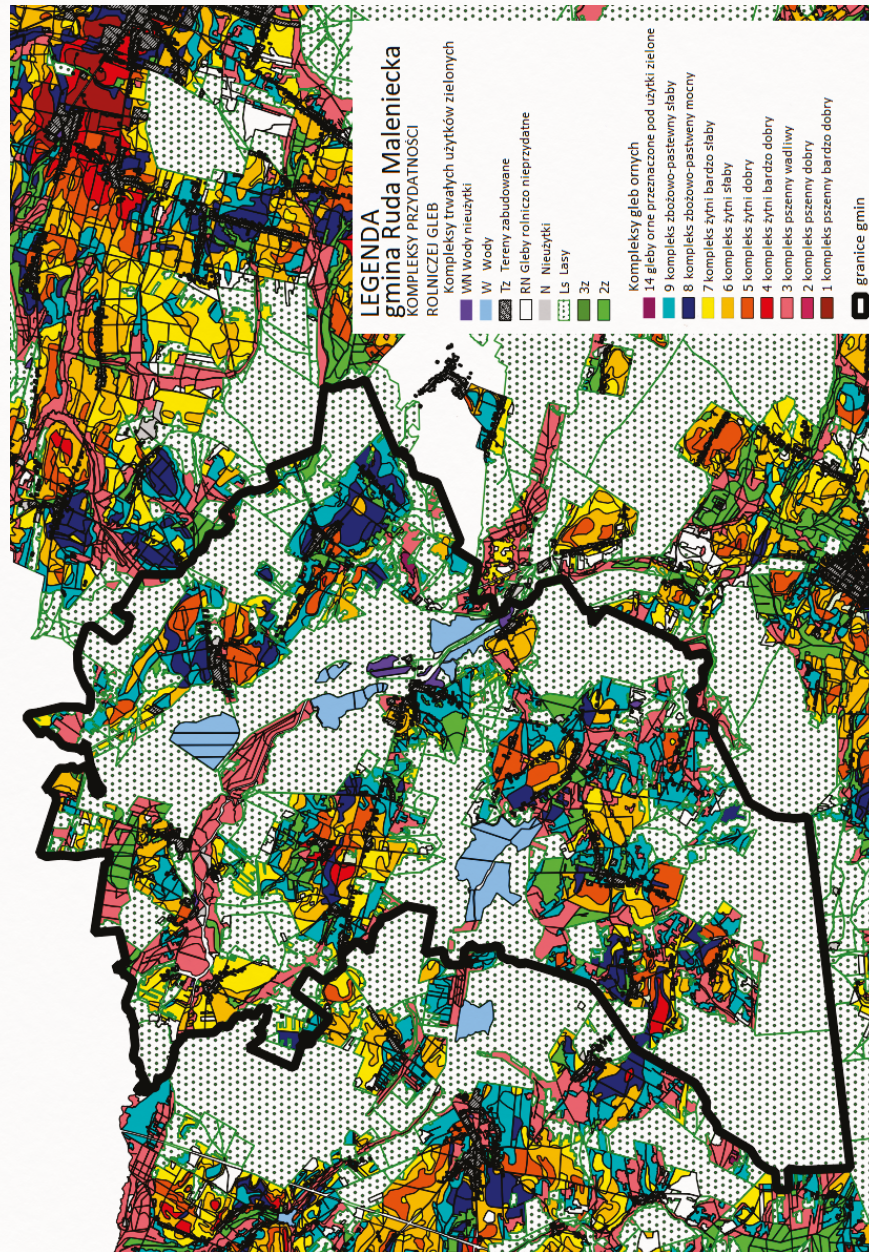 LEGENDA
gmina Ruda Maleniecka
KOMPLEKSY PRZYDATNOŚCI
ROLNICZEJ GLEB
Kompleksy trwałych użytków zielonych
VN Wody nieużytki
W Wody
Tz Tereny zabudowane
RN Gleby rolniczo nieprzydatne
N Nieużytki
Ls Lasy
3z
2z
Kompleksy gleb ornych
14 gleby orne przeznaczone pod użytki zielone
9 kompleks zbożowo-pastewny słaby
8 kompleks zbożowo-pastweny mocny
7 kompleks żytni bardzo słaby
6 kompleks żytni słaby
5 kompleks żytni dobry
4 kompleks żytni bardzo dobry
3 kompleks pszenny wadliwy
2 kompleks pszenny dobry
1 kompleks pszenny bardzo dobry
granice gmin